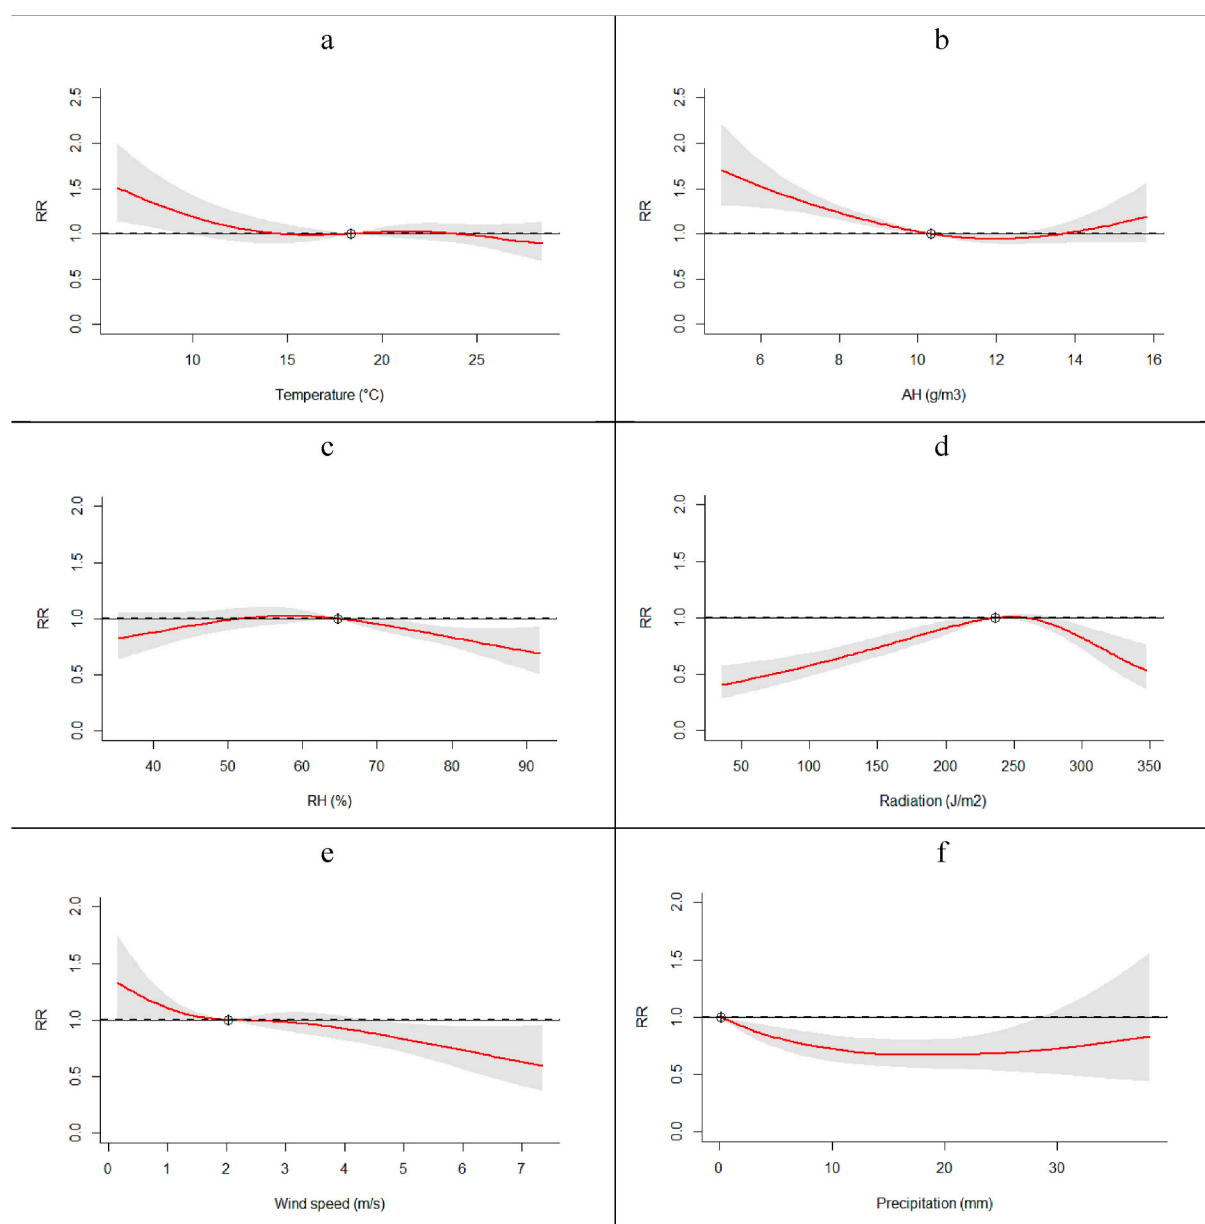 a
RR
0.0 0.5 1.0 1.5 2.0 2.5
10 15 20 25
Temperature (°C)
b
RR
0.0 0.5 1.0 1.5 2.0 2.5
6 8 10 12 14 16
AH (g/m3)
c
RR
0.0 0.5 1.0 1.5 2.0
40 50 60 70 80 90
RH (%)
d
RR
0.0 0.5 1.0 1.5 2.0
50 100 150 200 250 300 350
Radiation (J/m2)
e
RR
0.0 0.5 1.0 1.5 2.0
0 1 2 3 4 5 6 7
Wind speed (m/s)
f
RR
0.0 0.5 1.0 1.5 2.0
0 10 20 30
Precipitation (mm)